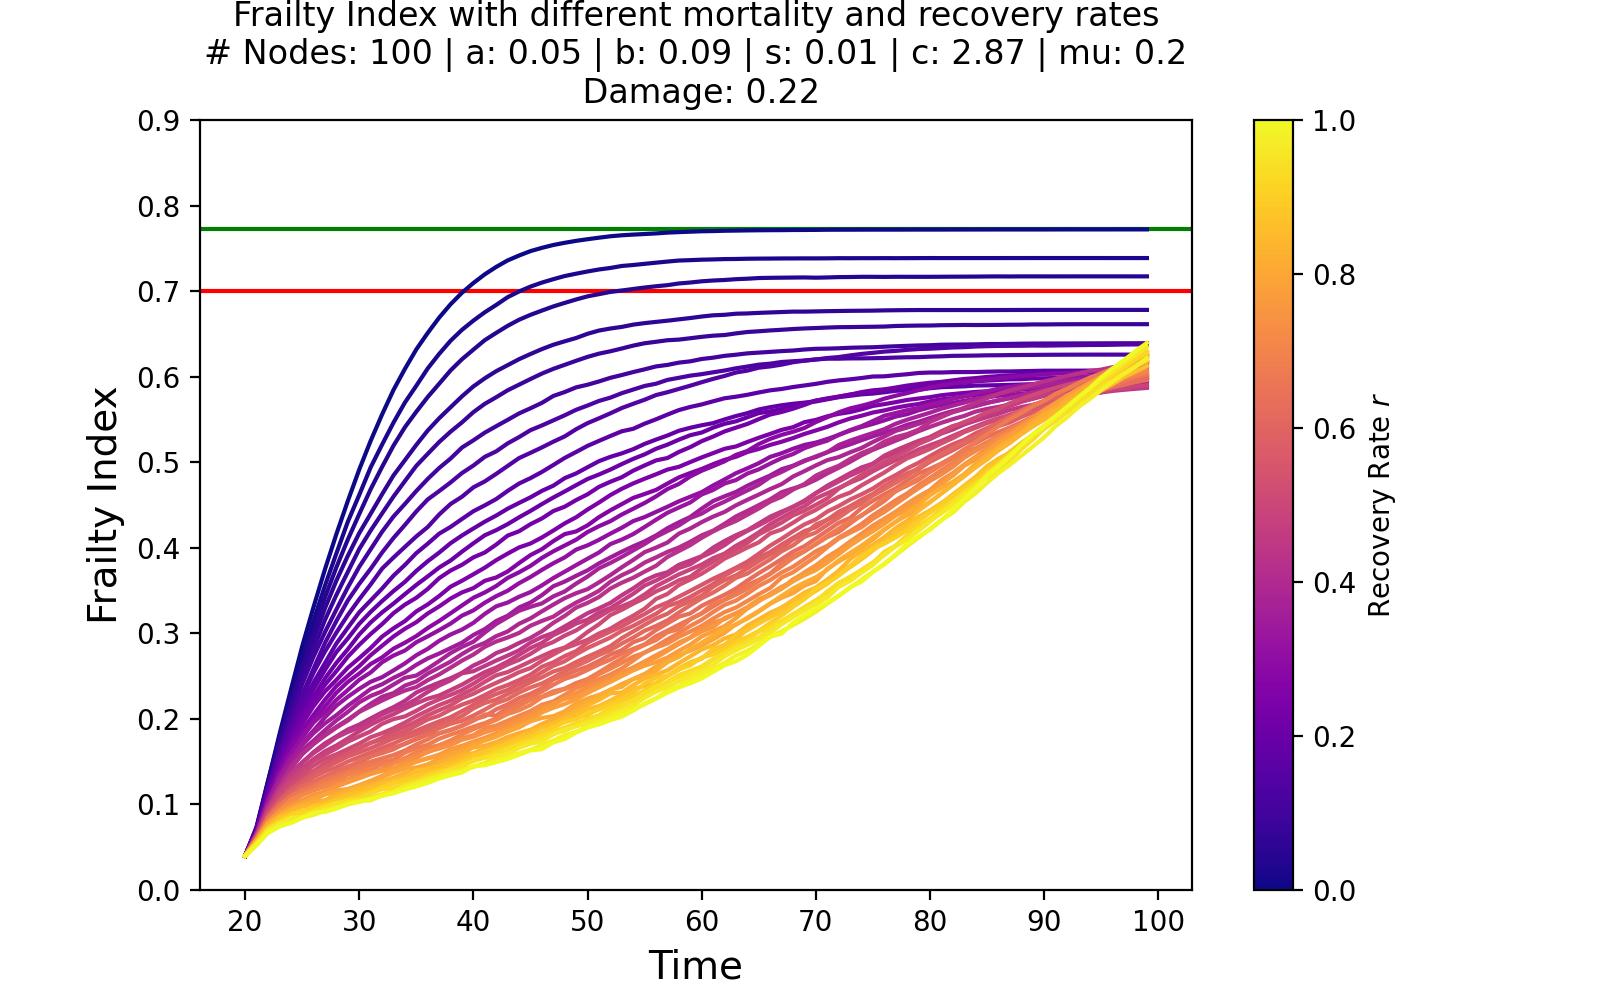 Frailty Index with different mortality and recovery rates
# Nodes: 100 | a: 0.05 | b: 0.09 | s: 0.01 | c: 2.87 | mu: 0.2
Damage: 0.22
0.9
0.8
0.7
0.6
0.5
0.4
0.3
0.2
0.1
0.0
Frailty Index
20 30 40 50 60 70 80 90 100
Time
1.0
0.8
0.6
0.4
0.2
0.0
Recovery Rate r